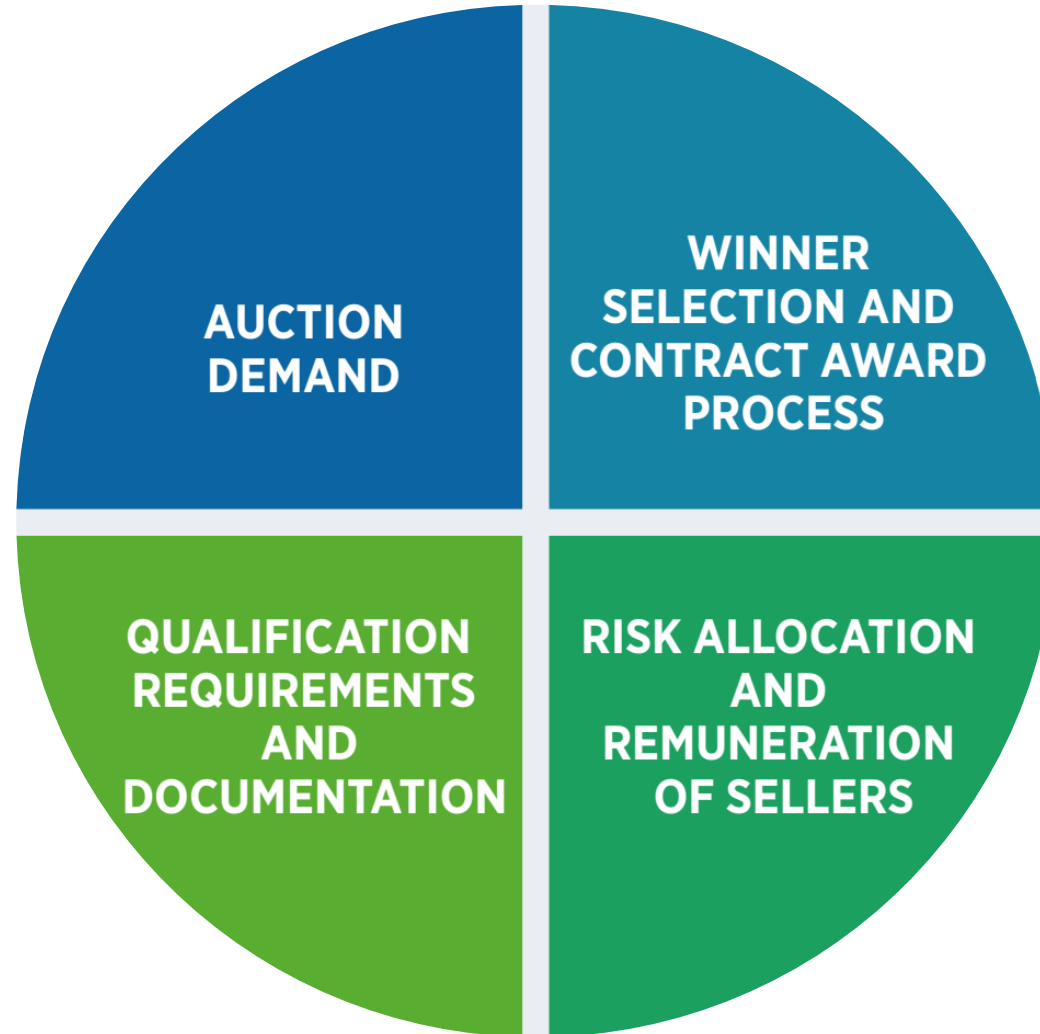 AUCTION
DEMAND
WINNER
SELECTION AND
CONTRACT AWARD
PROCESS
QUALIFICATION
REQUIREMENTS
AND
DOCUMENTATION
RISK ALLOCATION
AND
REMUNERATION
OF SELLERS